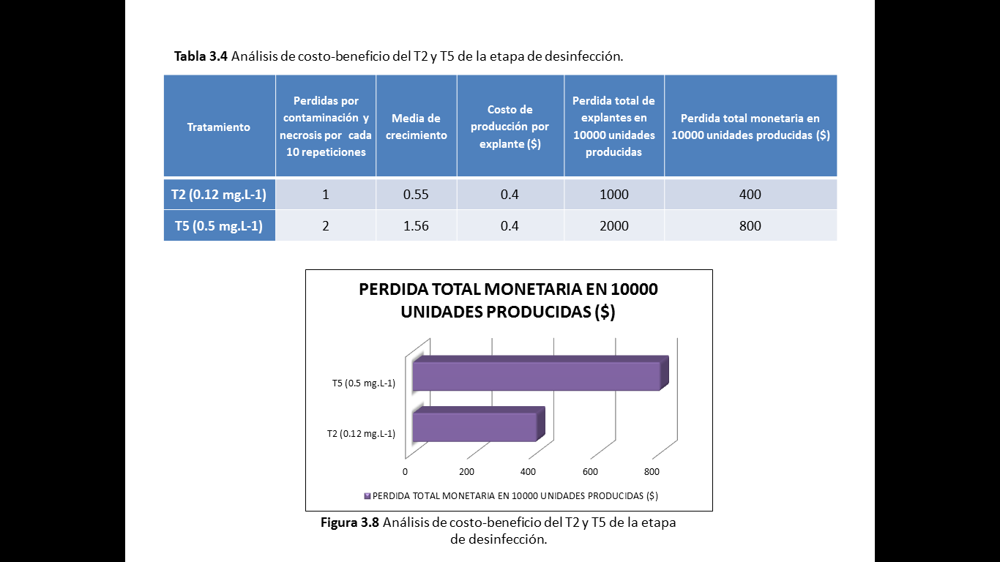 Tabla 3.4 Análisis de costo-beneficio del T2 y T5 de la etapa de desinfección.
Tratamiento
Perdidas por
contaminación y
necrosis por cada
10 repeticiones
Media de
crecimiento
Costo de
producción por
explante ($)
Perdida total de
explantes en
10000 unidades
producidas
Perdida total monetaria en
10000 unidades producidas ($)
T2 (0.12 mg.L-1) 1 0.55 0.4 1000 400
T5 (0.5 mg.L-1) 2 1.56 0.4 2000 800
PERDIDA TOTAL MONETARIA EN 10000
UNIDADES PRODUCIDAS ($)
T5 (0.5 mg.L-1)
T2 (0.12 mg.L-1)
0 200 400 600 800
PERDIDA TOTAL MONETARIA EN 10000 UNIDADES PRODUCIDAS ($)
Figura 3.8 Análisis de costo-beneficio del T2 y T5 de la etapa
de desinfección.